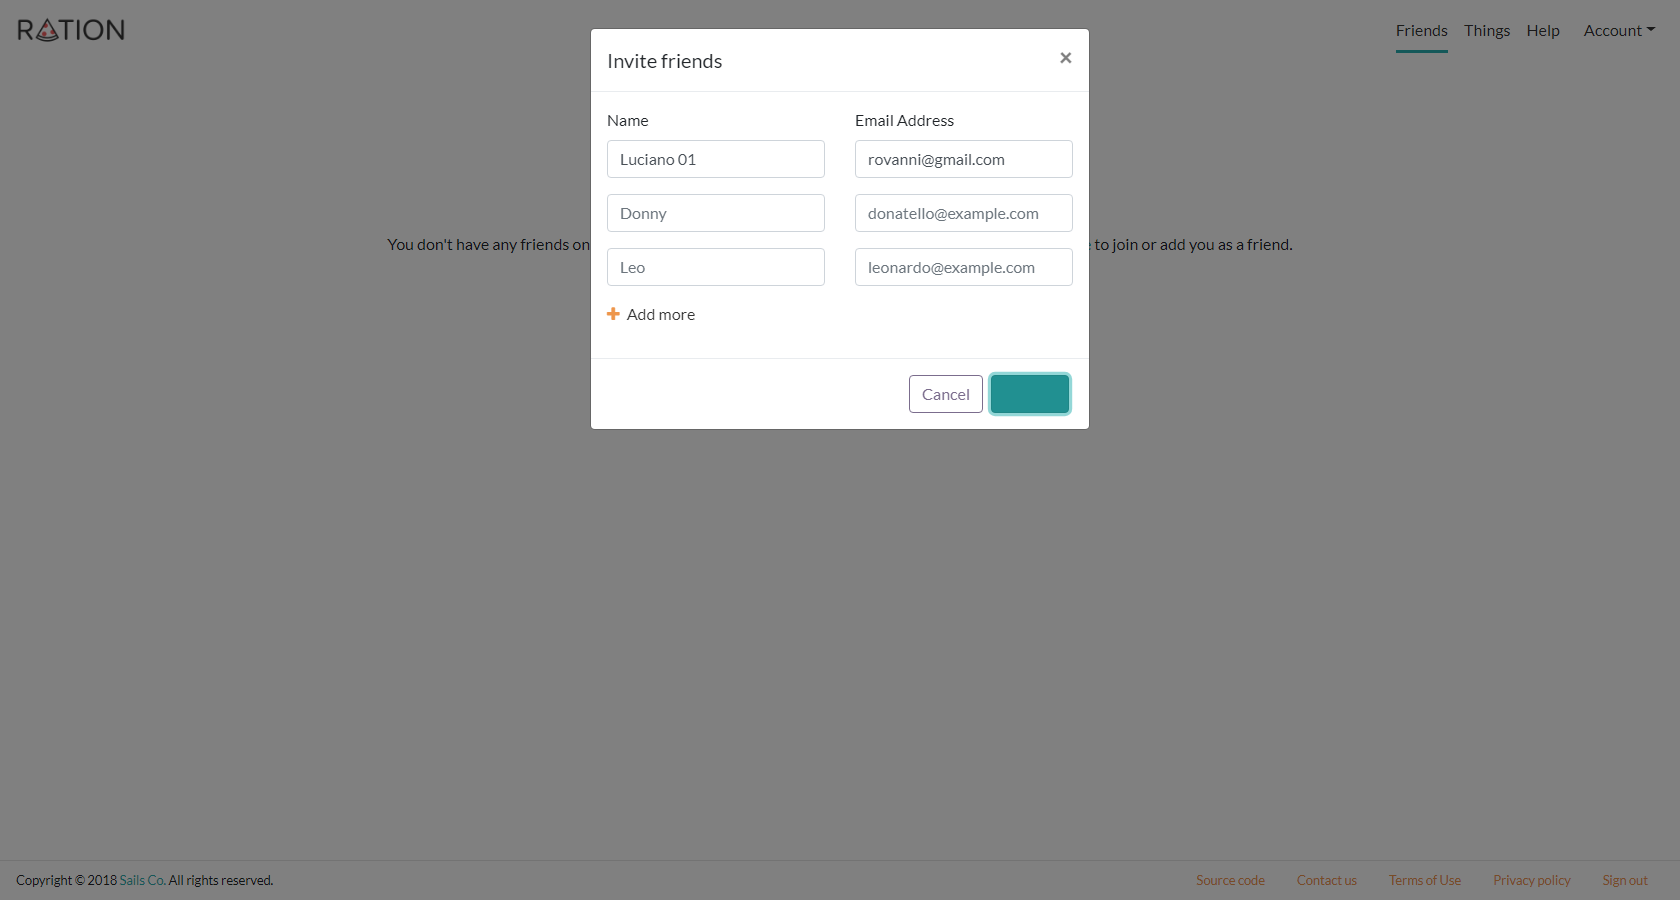 RATION
Friends Things Help Account
Invite friends
×
Name Email Address
Luciano 01 rovanni@gmail.com
Donny donatello@example.com
You don't have any friends on to join or add you as a friend.
Leo leonardo@example.com
Add more
Cancel
Copyright © 2018 Sails Co. All rights reserved.
Source code Contact us Terms of Use Privacy policy Sign out